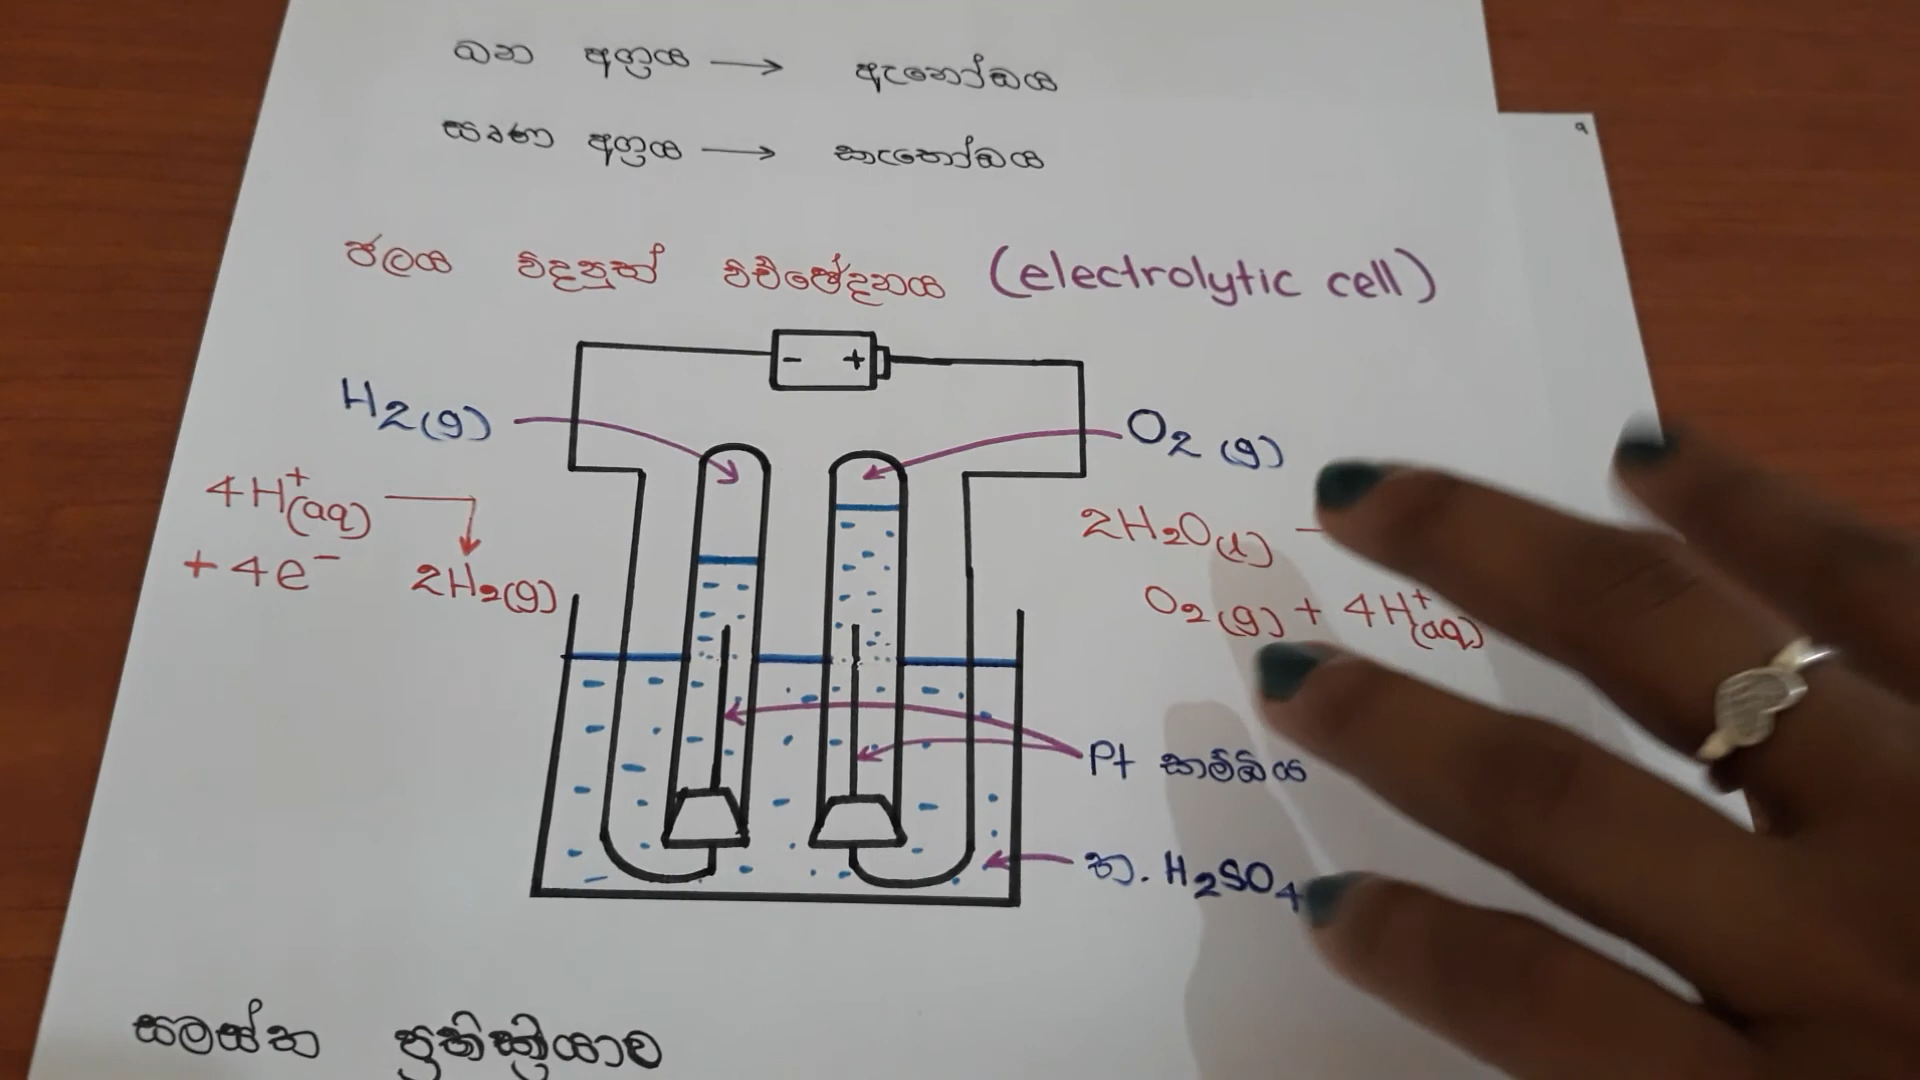 ධන අග්‍රය → ඇනෝඩය
සෘණ අග්‍රය → කැතෝඩය
ජලය විද්‍යුත් විච්ඡේදනය (electrolytic cell)
- +
H2(g)
O2 (g)
4H+(aq)
+ 4e- 2H2(g)
2H2O(l) →
O2(g) + 4H+(aq)
Pt කම්බිය
ත. H2SO4
සමස්ත ප්‍රතික්‍රියාව